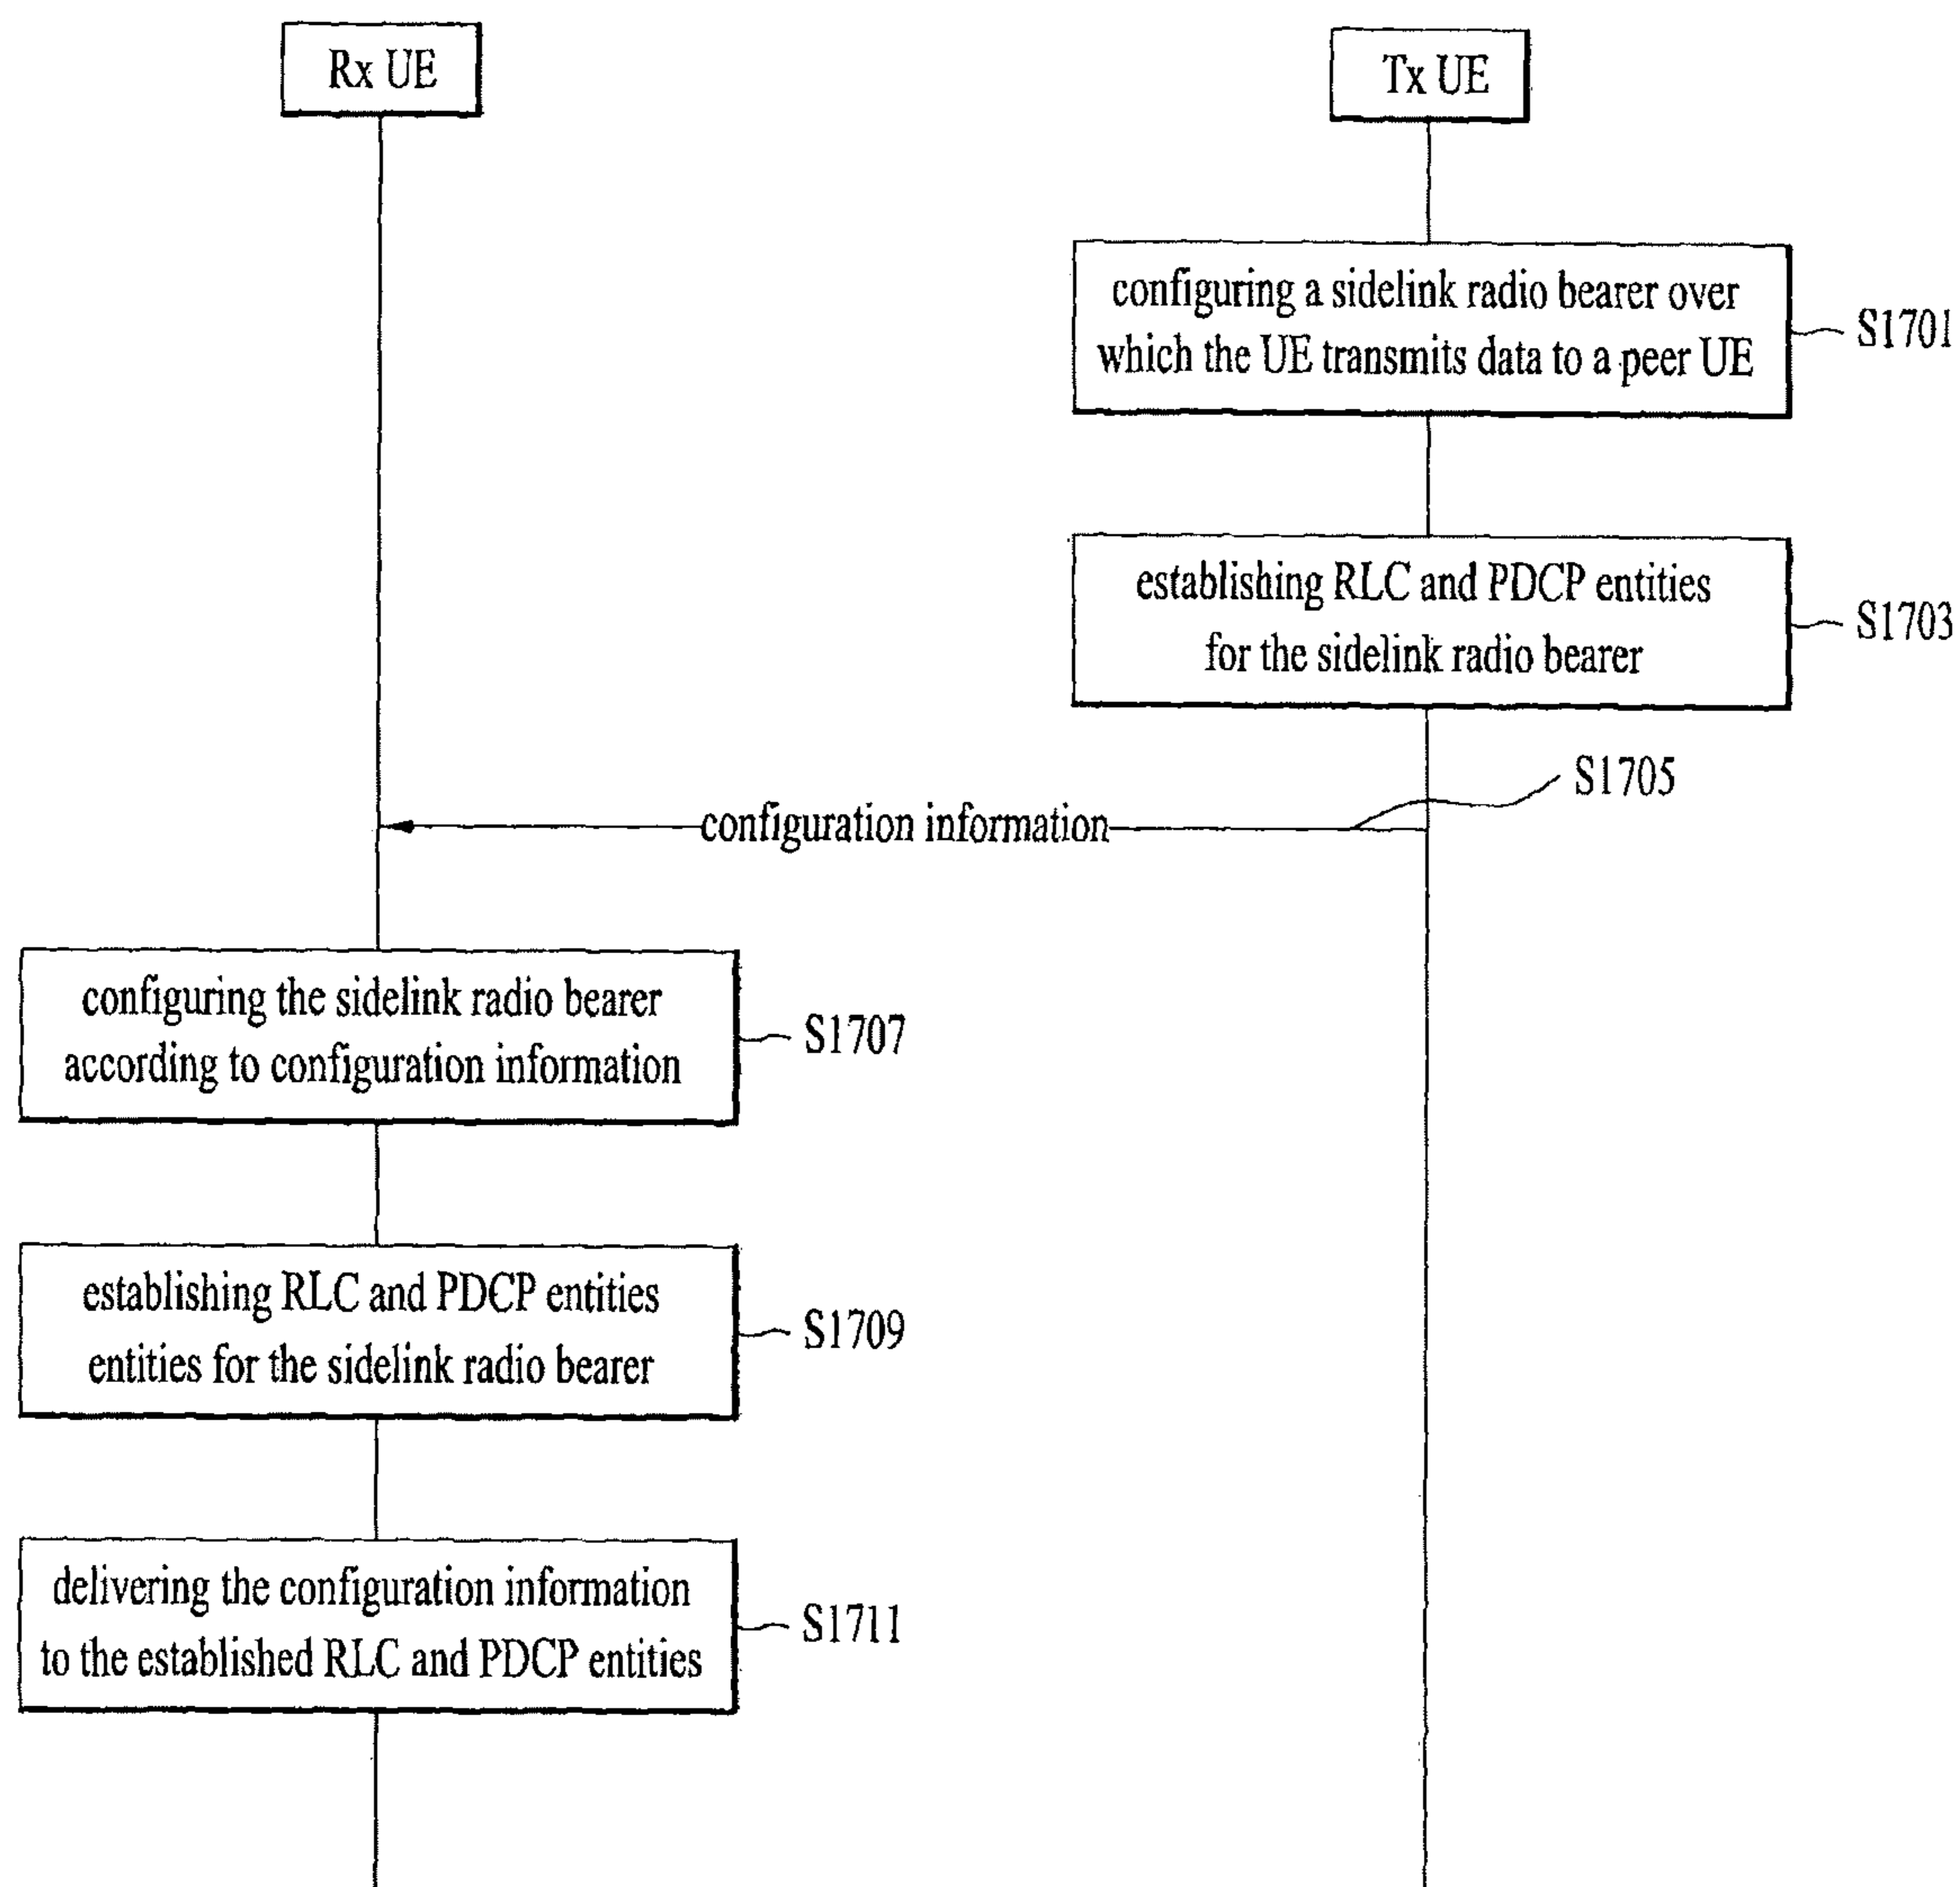 Rx UE
Tx UE
configuring a sidelink radio bearer over
which the UE transmits data to a peer UE
S1701
establishing RLC and PDCP entities
for the sidelink radio bearer
S1703
S1705
configuration information
configuring the sidelink radio bearer
according to configuration information
S1707
establishing RLC and PDCP entities
entities for the sidelink radio bearer
S1709
delivering the configuration information
to the established RLC and PDCP entities
S1711